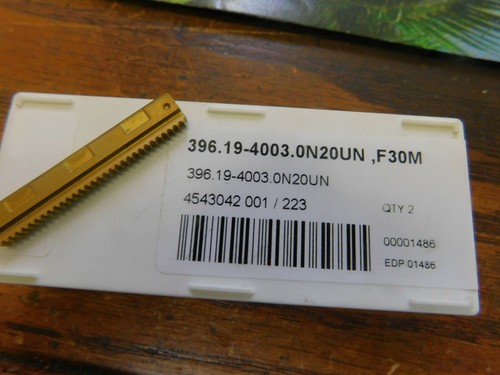 396.19-4003.0N20UN ,F30M
396.19-4003.0N20UN
4543042 001 / 223
QTY 2
00001486
EDP 01486